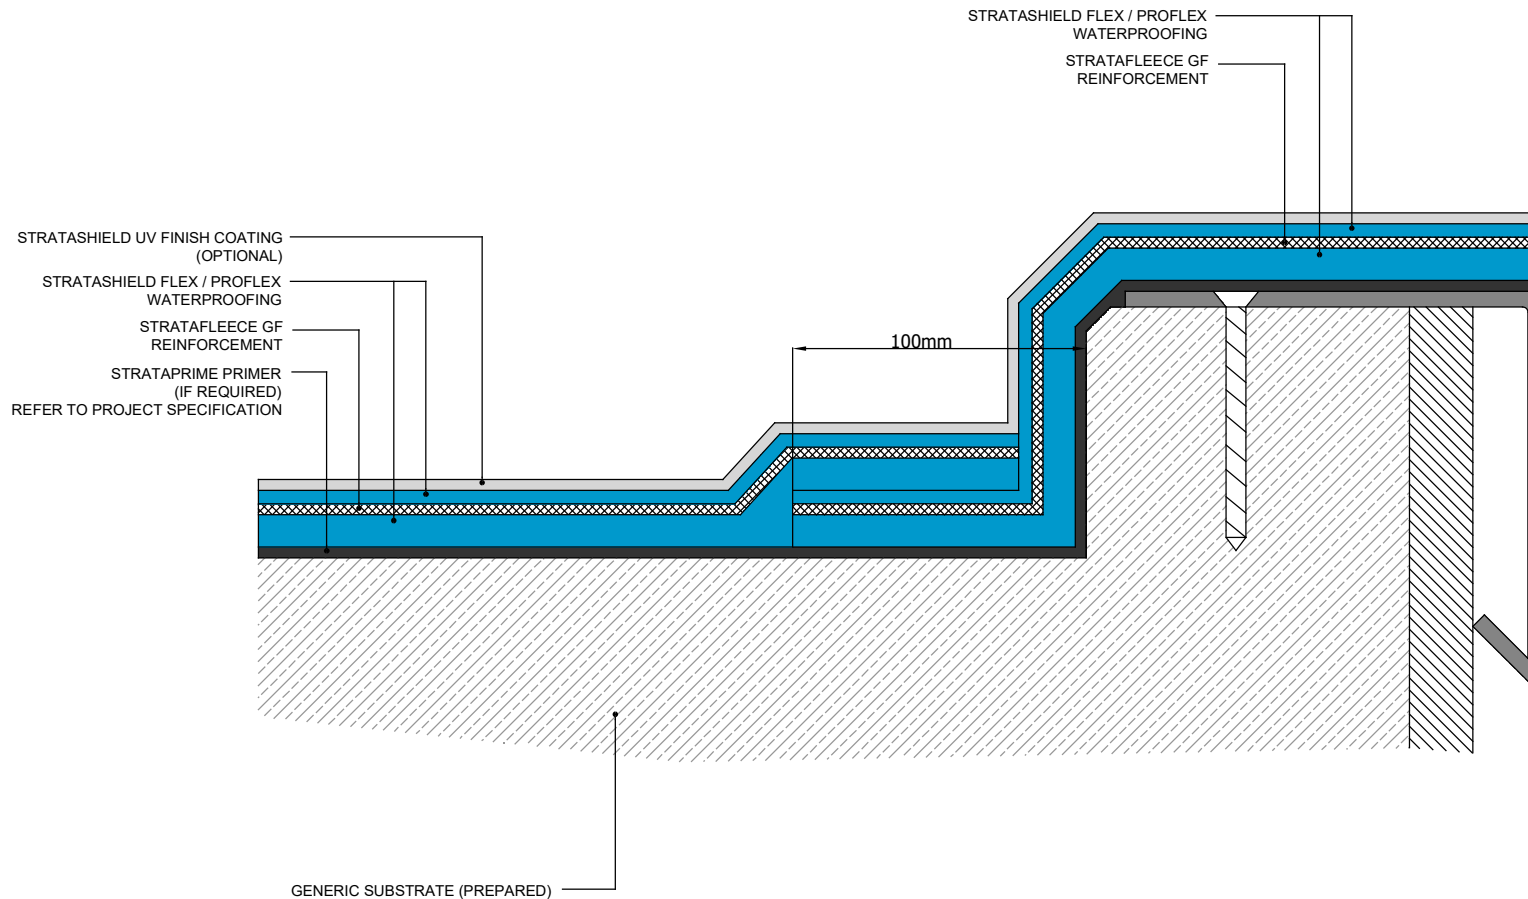 STRATASHIELD FLEX / PROFLEX
WATERPROOFING
STRATAFLEECE GF
REINFORCEMENT
STRATASHIELD UV FINISH COATING
(OPTIONAL)
STRATASHIELD FLEX / PROFLEX
WATERPROOFING
STRATAFLEECE GF
REINFORCEMENT
STRATAPRIME PRIMER
(IF REQUIRED)
REFER TO PROJECT SPECIFICATION
100mm
GENERIC SUBSTRATE (PREPARED)